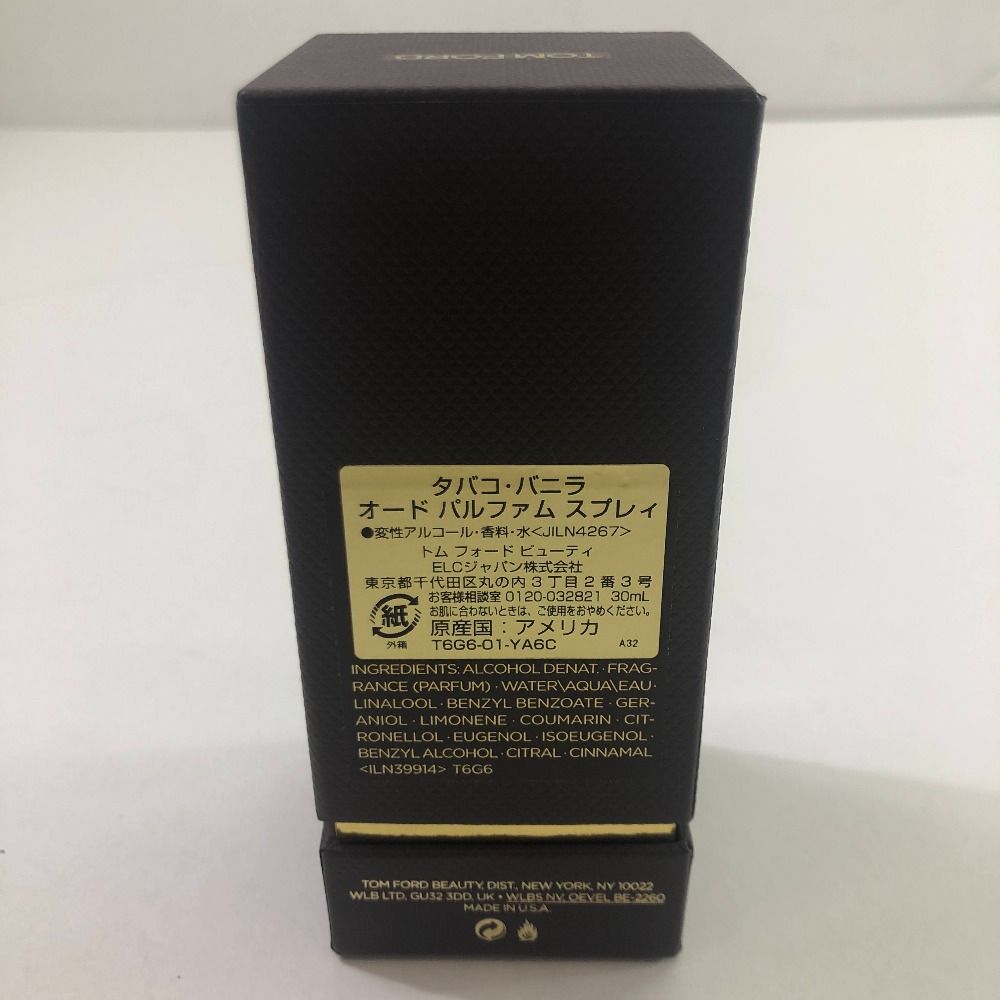 TOM FORD
タバコ・バニラ
オード パルファム スプレィ
●変性アルコール・香料・水<JILN4267>
トム フォード ビューティ
ELCジャパン株式会社
東京都千代田区丸の内3丁目2番3号
お客様相談室 0120-032821 30mL
お肌に合わないときは、ご使用をおやめください。
紙
原産国：アメリカ
外箱
T6G6-01-YA6C A32
INGREDIENTS: ALCOHOL DENAT. · FRAG-
RANCE (PARFUM) · WATER\AQUA\EAU ·
LINALOOL · BENZYL BENZOATE · GER-
ANIOL · LIMONENE · COUMARIN · CIT-
RONELLOL · EUGENOL · ISOEUGENOL ·
BENZYL ALCOHOL · CITRAL · CINNAMAL
<ILN39914> T6G6
TOM FORD BEAUTY, DIST., NEW YORK, NY 10022
WLB LTD, GU32 3DD, UK • WLBS NV, OEVEL BE-2260
MADE IN U.S.A.